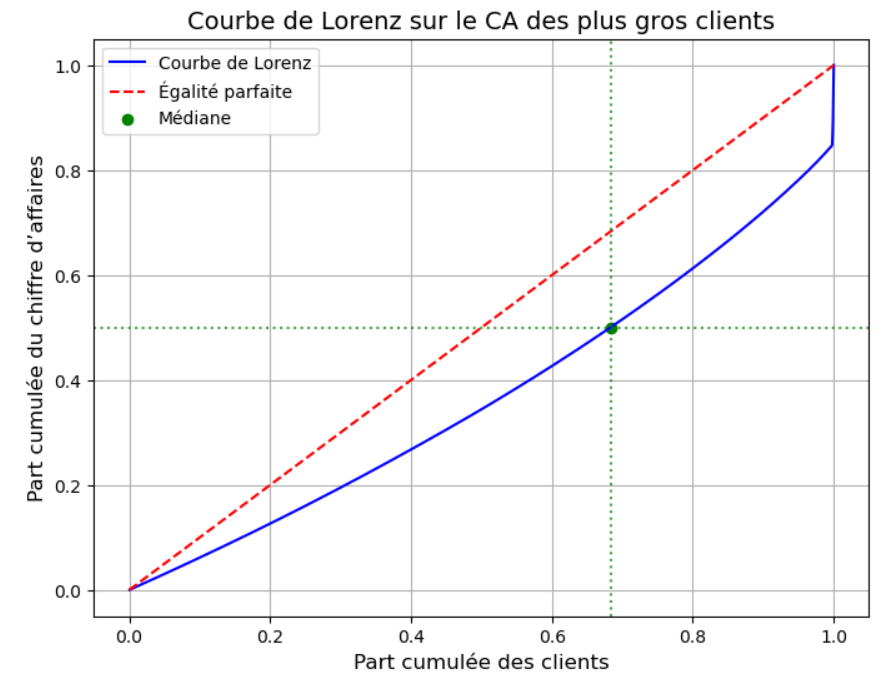 Courbe de Lorenz sur le CA des plus gros clients
Courbe de Lorenz
Égalité parfaite
Médiane
Part cumulée du chiffre d’affaires
1.0
0.8
0.6
0.4
0.2
0.0
0.0 0.2 0.4 0.6 0.8 1.0
Part cumulée des clients